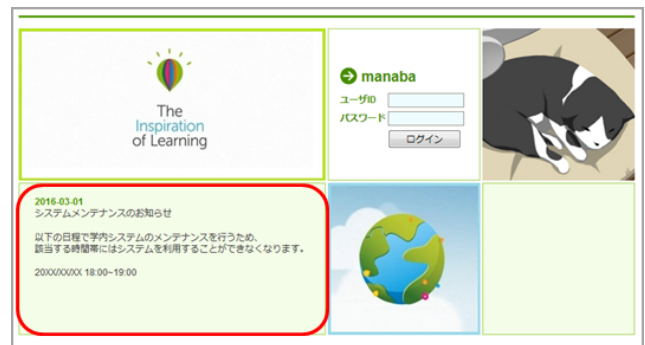 The
Inspiration
of Learning
manaba
ユーザID
パスワード
ログイン
2016-03-01
システムメンテナンスのお知らせ
以下の日程で学内システムのメンテナンスを行うため、
該当する時間帯にはシステムを利用することができなくなります。
20XX/XX/XX 18:00~19:00